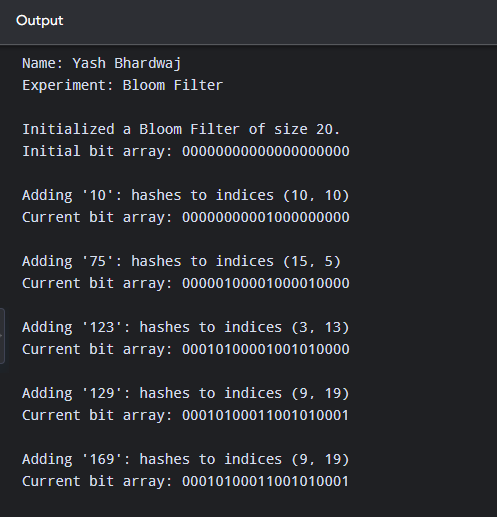 Output
Name: Yash Bhardwaj
Experiment: Bloom Filter
Initialized a Bloom Filter of size 20.
Initial bit array: 00000000000000000000
Adding '10': hashes to indices (10, 10)
Current bit array: 00000000001000000000
Adding '75': hashes to indices (15, 5)
Current bit array: 00000100001000010000
Adding '123': hashes to indices (3, 13)
Current bit array: 00010100001001010000
Adding '129': hashes to indices (9, 19)
Current bit array: 00010100011001010001
Adding '169': hashes to indices (9, 19)
Current bit array: 00010100011001010001